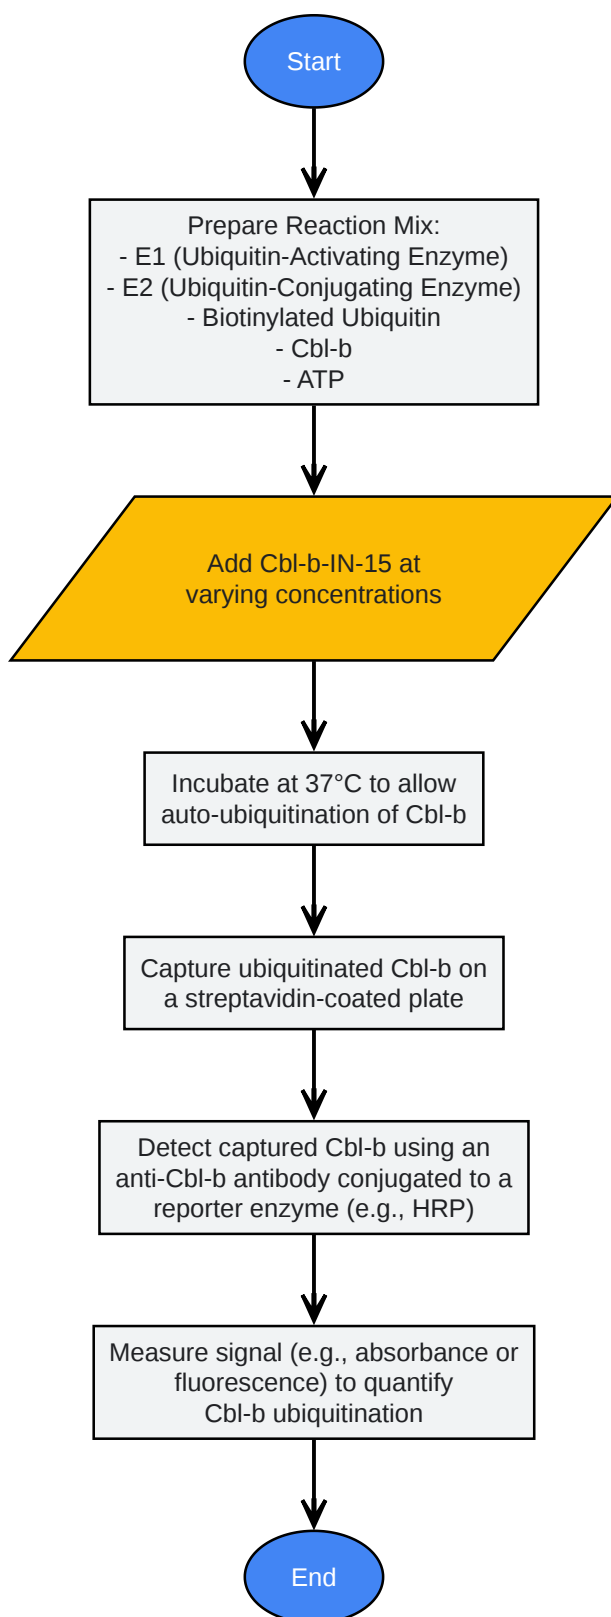 Start
Prepare Reaction Mix:
- E1 (Ubiquitin-Activating Enzyme)
- E2 (Ubiquitin-Conjugating Enzyme)
- Biotinylated Ubiquitin
- Cbl-b
- ATP
Add Cbl-b-IN-15 at
varying concentrations
Incubate at 37°C to allow
auto-ubiquitination of Cbl-b
Capture ubiquitinated Cbl-b on
a streptavidin-coated plate
Detect captured Cbl-b using an
anti-Cbl-b antibody conjugated to a
reporter enzyme (e.g., HRP)
Measure signal (e.g., absorbance or
fluorescence) to quantify
Cbl-b ubiquitination
End